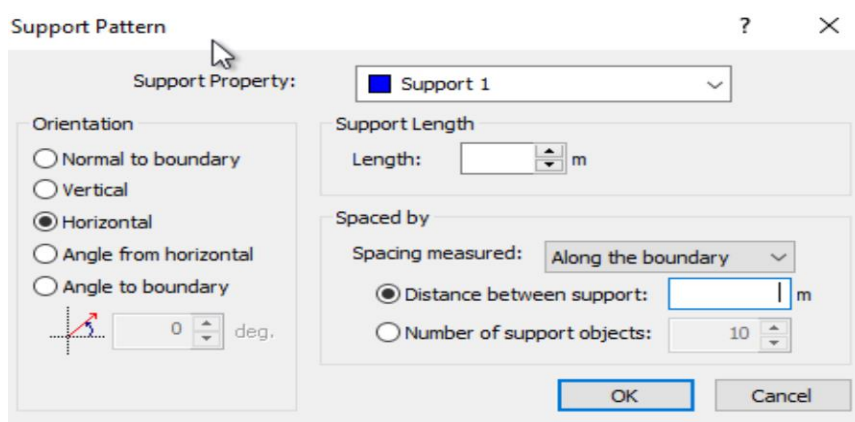 Support Pattern ?
Support Property: Support 1
Orientation
Normal to boundary
Vertical
Horizontal
Angle from horizontal
Angle to boundary
0 deg.
Support Length
Length: m
Spaced by
Spacing measured: Along the boundary
Distance between support: m
Number of support objects: 10
OK Cancel